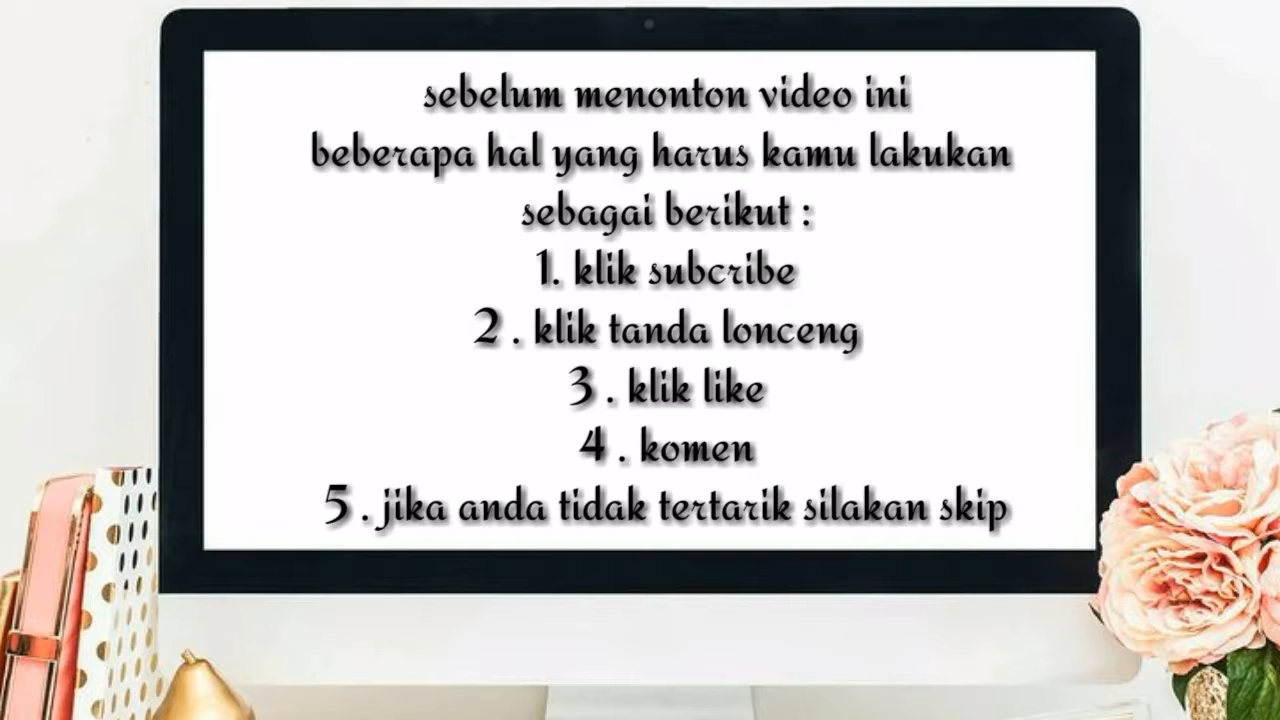 sebelum menonton video ini
beberapa hal yang harus kamu lakukan
sebagai berikut :
1. klik subcribe
2 . klik tanda lonceng
3 . klik like
4 . komen
5 . jika anda tidak tertarik silakan skip